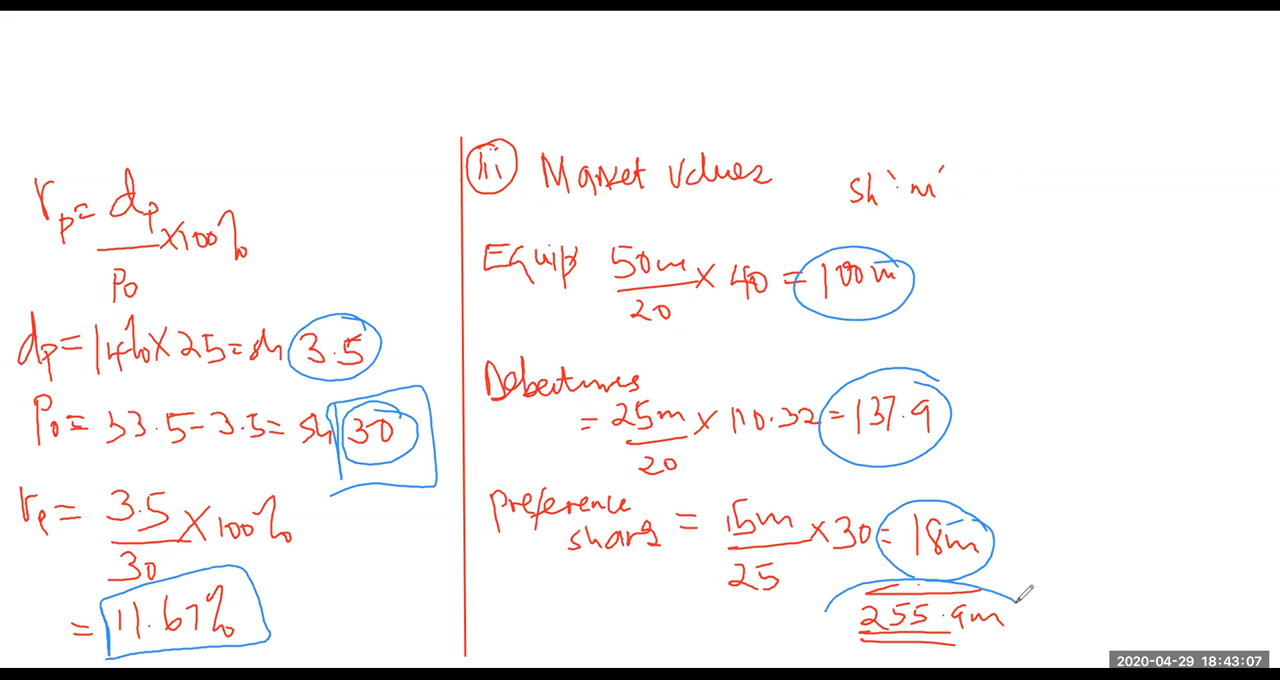 rp = dp/Po × 100%
dp = 14% × 25 = sh 3.5
Po = 33.5 - 3.5 = sh 30
rp = 3.5/30 × 100%
= 11.67%
iii Market values sh 'm'
Equity 50m/20 × 40 = 100m
Debentures
= 25m/20 × 110.32 = 137.9
Preference
shares = 15m/25 × 30 = 18m
255.9m
2020-04-29 18:43:07